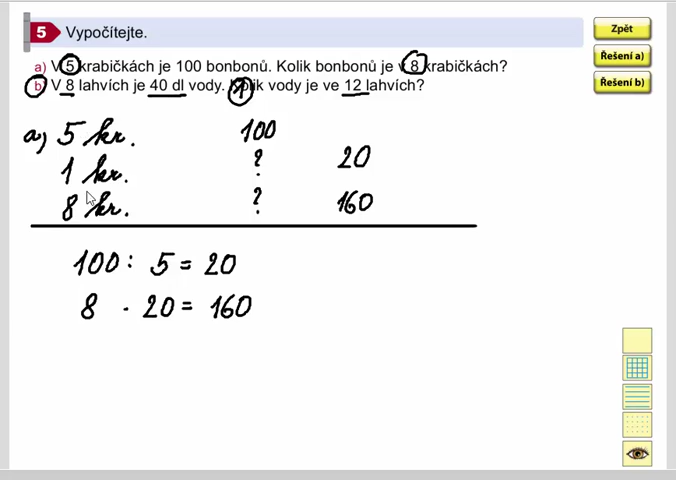 5 Vypočítejte.
Zpět
a) V 5 krabičkách je 100 bonbonů. Kolik bonbonů je v 8 krabičkách?
Řešení a)
b) V 8 lahvích je 40 dl vody. Kolik vody je ve 12 lahvích?
Řešení b)
a) 5 kr. 100
1 kr. ? 20
8 kr. ? 160
100 : 5 = 20
8 · 20 = 160